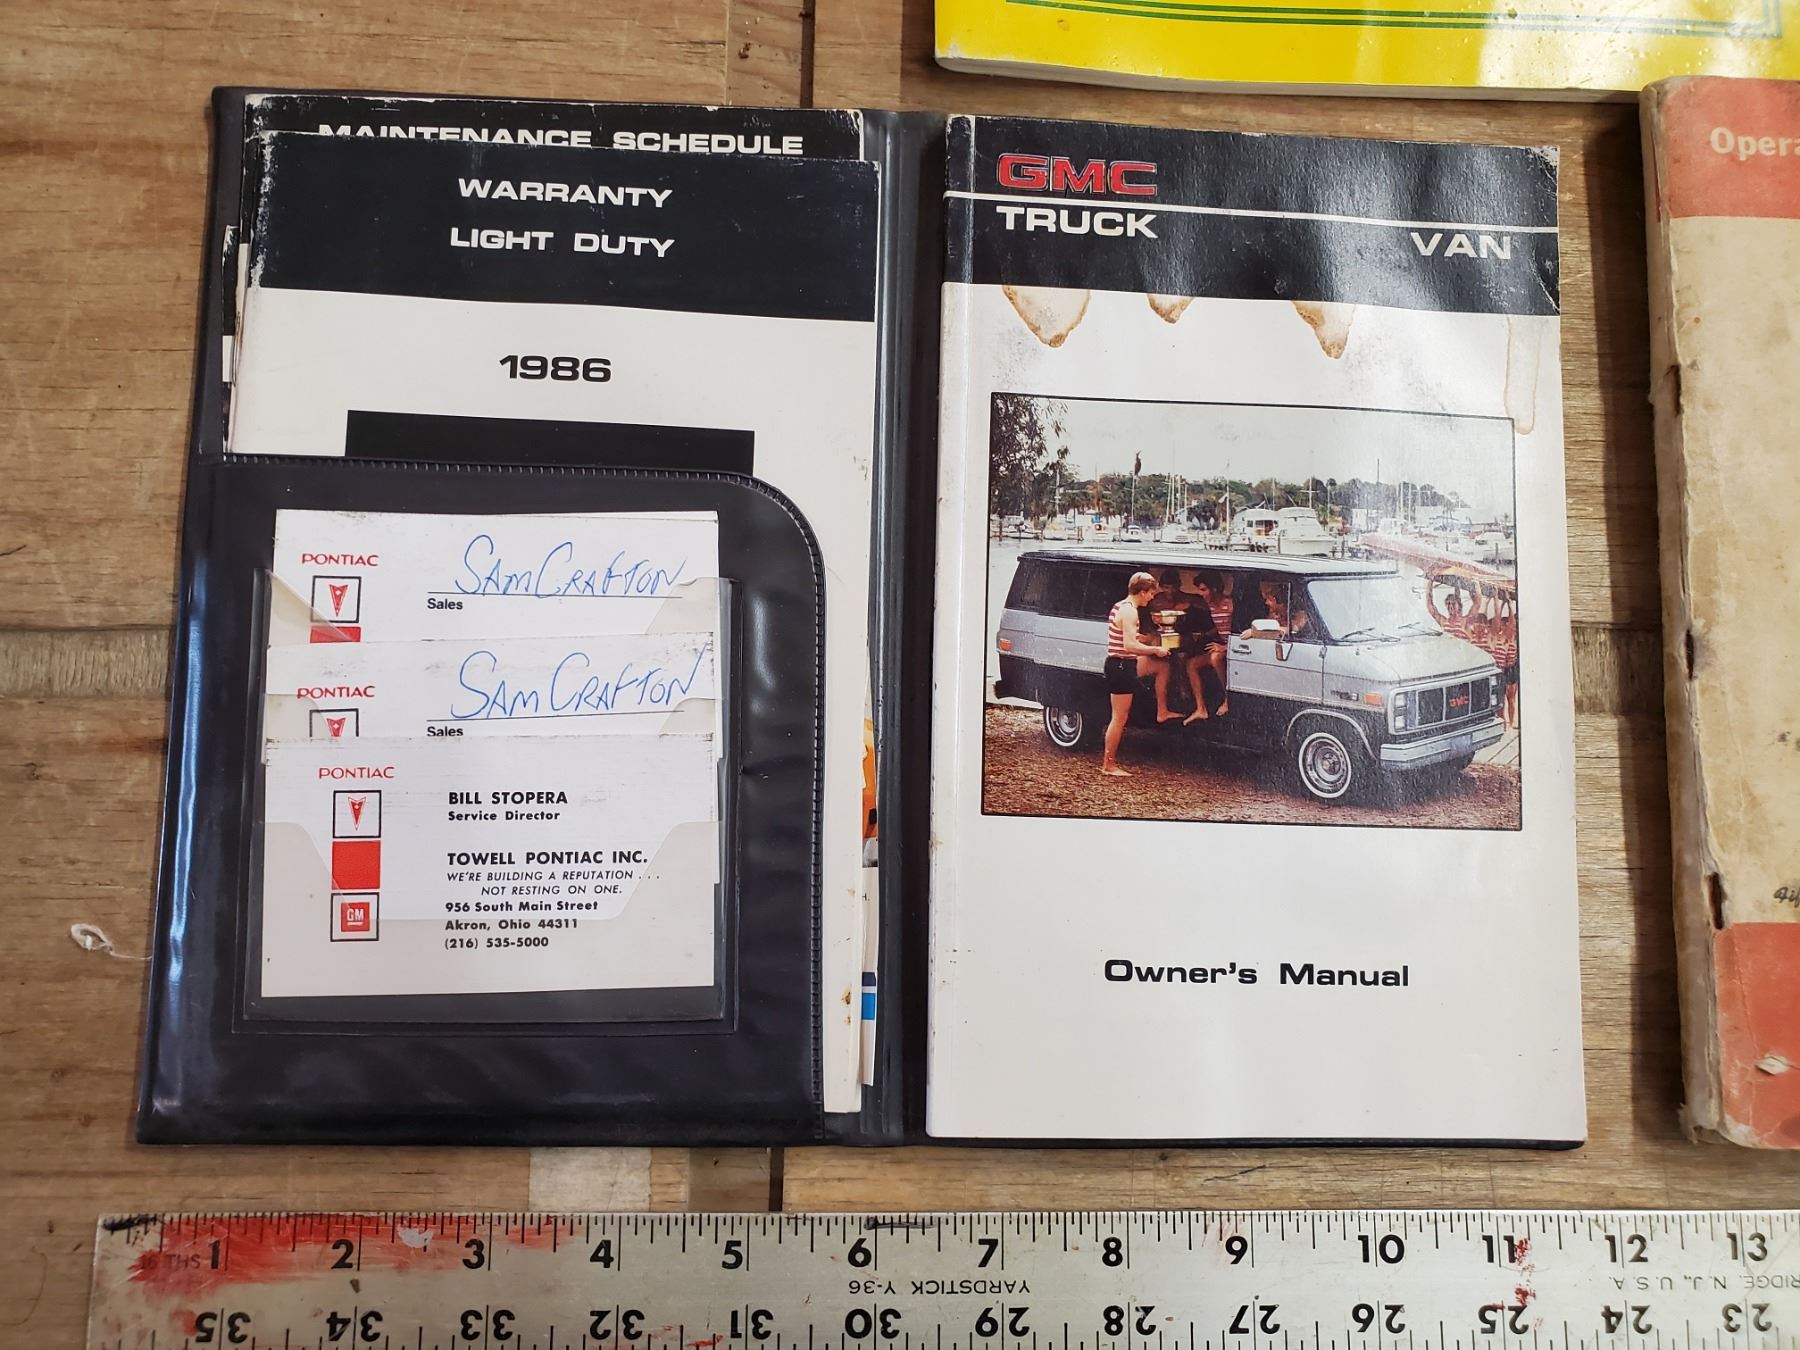 MAINTENANCE SCHEDULE
WARRANTY
LIGHT DUTY
1986
PONTIAC
Sam Crafton
Sales
PONTIAC
Sam Crafton
Sales
PONTIAC
BILL STOPERA
Service Director
TOWELL PONTIAC INC.
WE'RE BUILDING A REPUTATION . . .
NOT RESTING ON ONE.
956 South Main Street
Akron, Ohio 44311
(216) 535-5000
GM
GMC
TRUCK
VAN
GMC
Owner's Manual
Opera
16 THS
1 2 3 4 5 6 7 8 9 10 11 12 13
YARDSTICK Y-36
RIDGE, N.J., U.S.A.
35 34 33 32 31 30 29 28 27 26 25 24 23